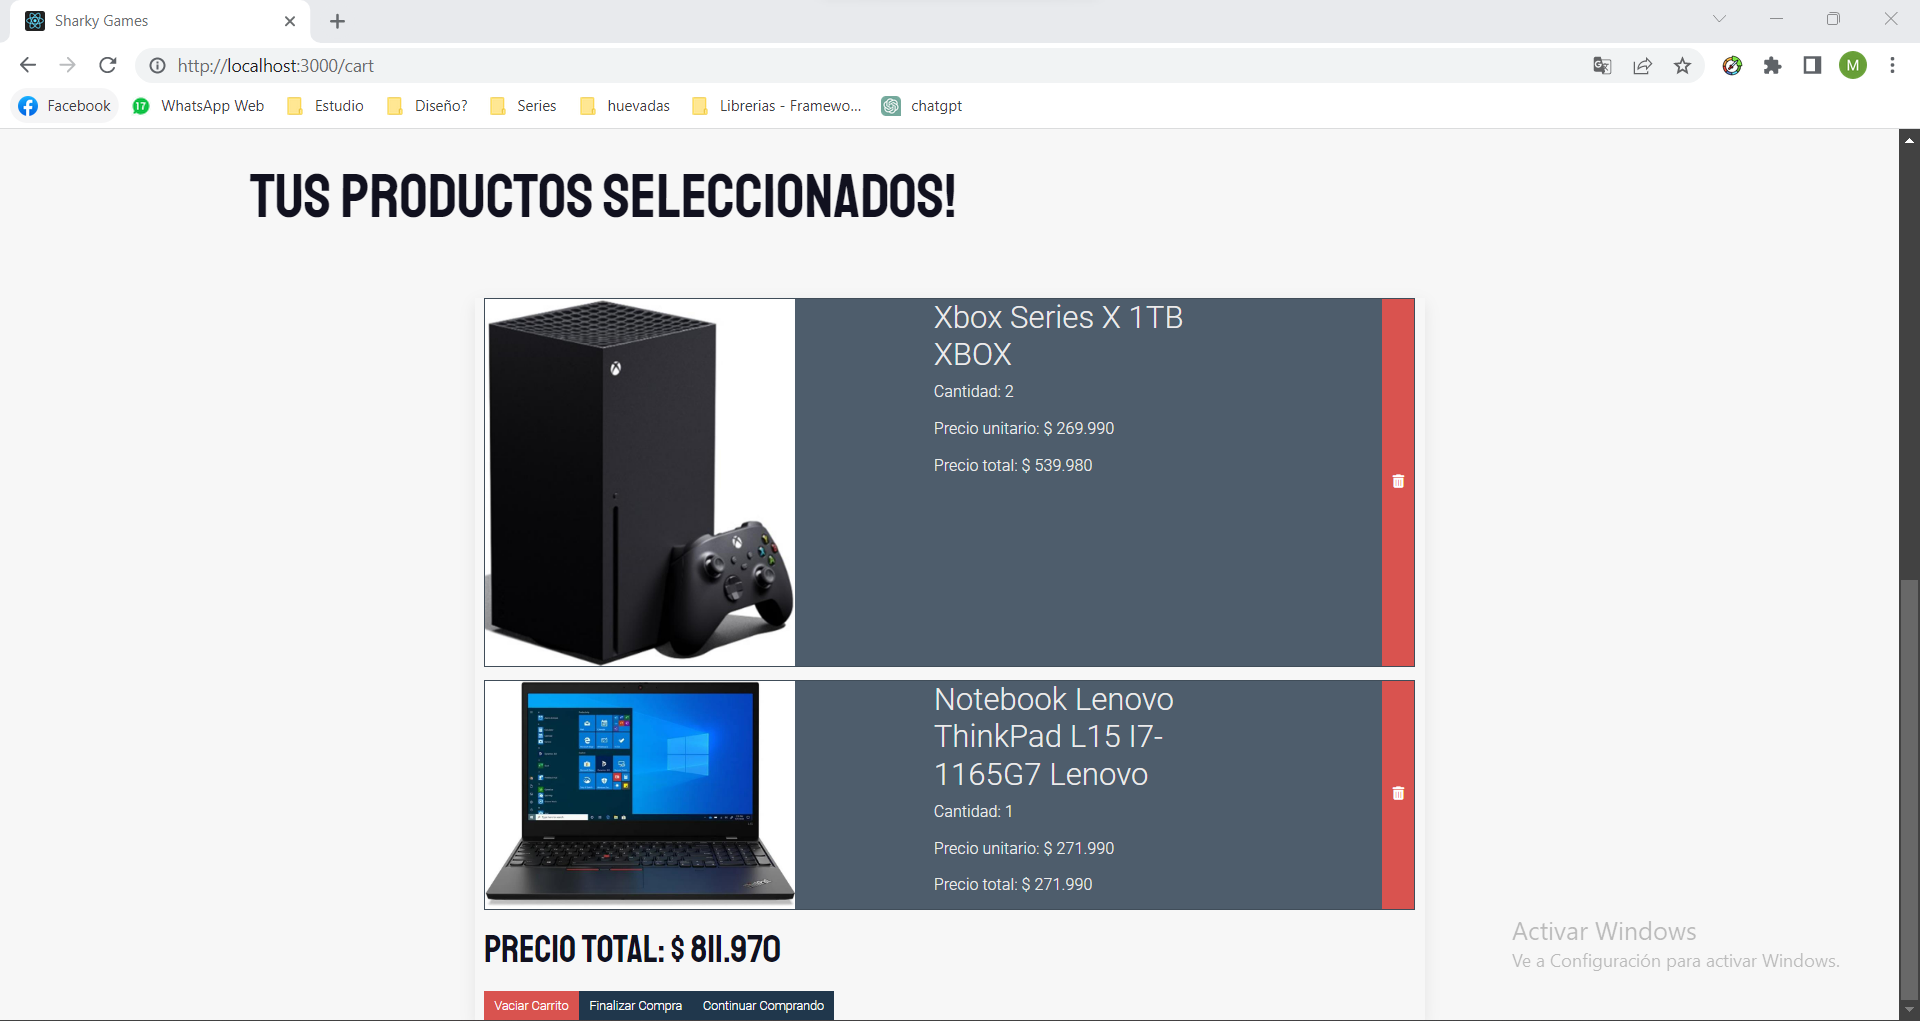 Sharky Games
http://localhost:3000/cart
M
Facebook
17
WhatsApp Web
Estudio
Diseño?
Series
huevadas
Librerias - Framewo...
chatgpt
TUS PRODUCTOS SELECCIONADOS!
Xbox Series X 1TB
XBOX
Cantidad: 2
Precio unitario: $ 269.990
Precio total: $ 539.980
Notebook Lenovo
ThinkPad L15 I7-
1165G7 Lenovo
Cantidad: 1
Precio unitario: $ 271.990
Precio total: $ 271.990
PRECIO TOTAL: $ 811.970
Vaciar Carrito
Finalizar Compra
Continuar Comprando
Activar Windows
Ve a Configuración para activar Windows.